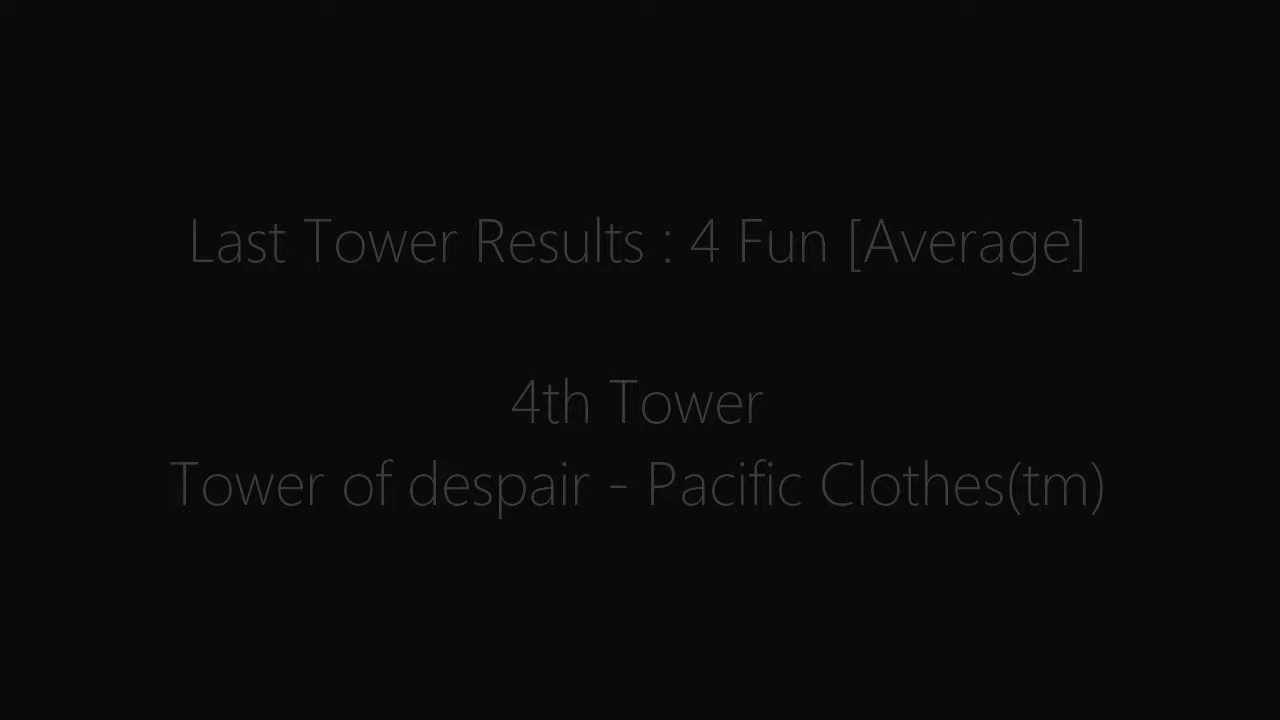 Last Tower Results : 4 Fun [Average]
4th Tower
Tower of despair - Pacific Clothes(tm)